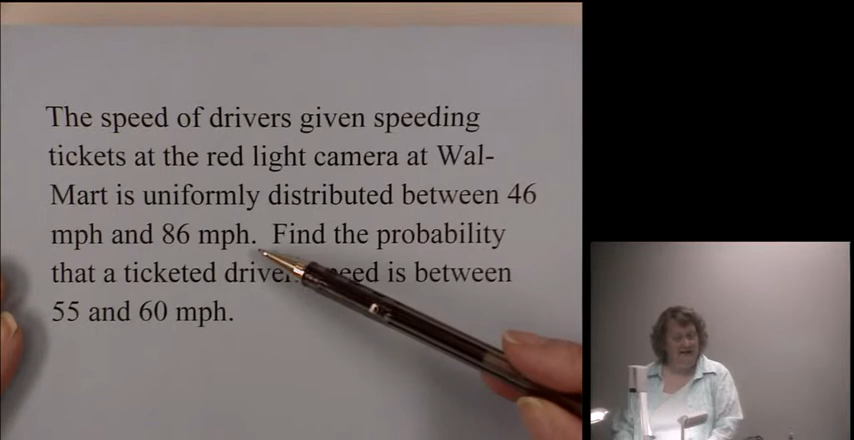 The speed of drivers given speeding
tickets at the red light camera at Wal-
Mart is uniformly distributed between 46
mph and 86 mph. Find the probability
that a ticketed speed is between
55 and 60 mph.